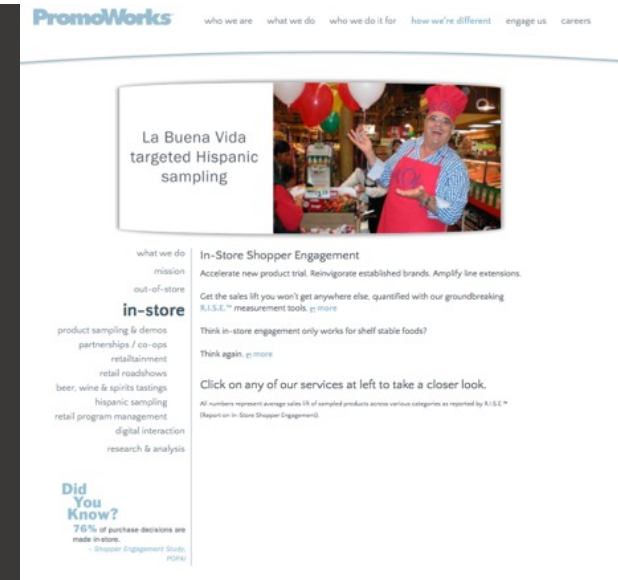 PromoWorks
who we are what we do who we do it for how we're different engage us careers
La Buena Vida
targeted Hispanic
sampling
what we do
mission
out-of-store
in-store
product sampling & demos
partnerships / co-ops
retailtainment
retail roadshows
beer, wine & spirits tastings
hispanic sampling
retail program management
digital interaction
research & analysis
In-Store Shopper Engagement
Accelerate new product trial. Reinvigorate established brands. Amplify line extensions.
Get the sales lift you won't get anywhere else, quantified with our groundbreaking
R.I.S.E.™ measurement tools. more
Think in-store engagement only works for shelf stable foods?
Think again. more
Click on any of our services at left to take a closer look.
All numbers represent average sales lift of sampled products across various categories as reported by R.I.S.E.™
(Report on In-Store Shopper Engagement).
Did
You
Know?
76% of purchase decisions are
made in-store.
– Shopper Engagement Study,
POPAI